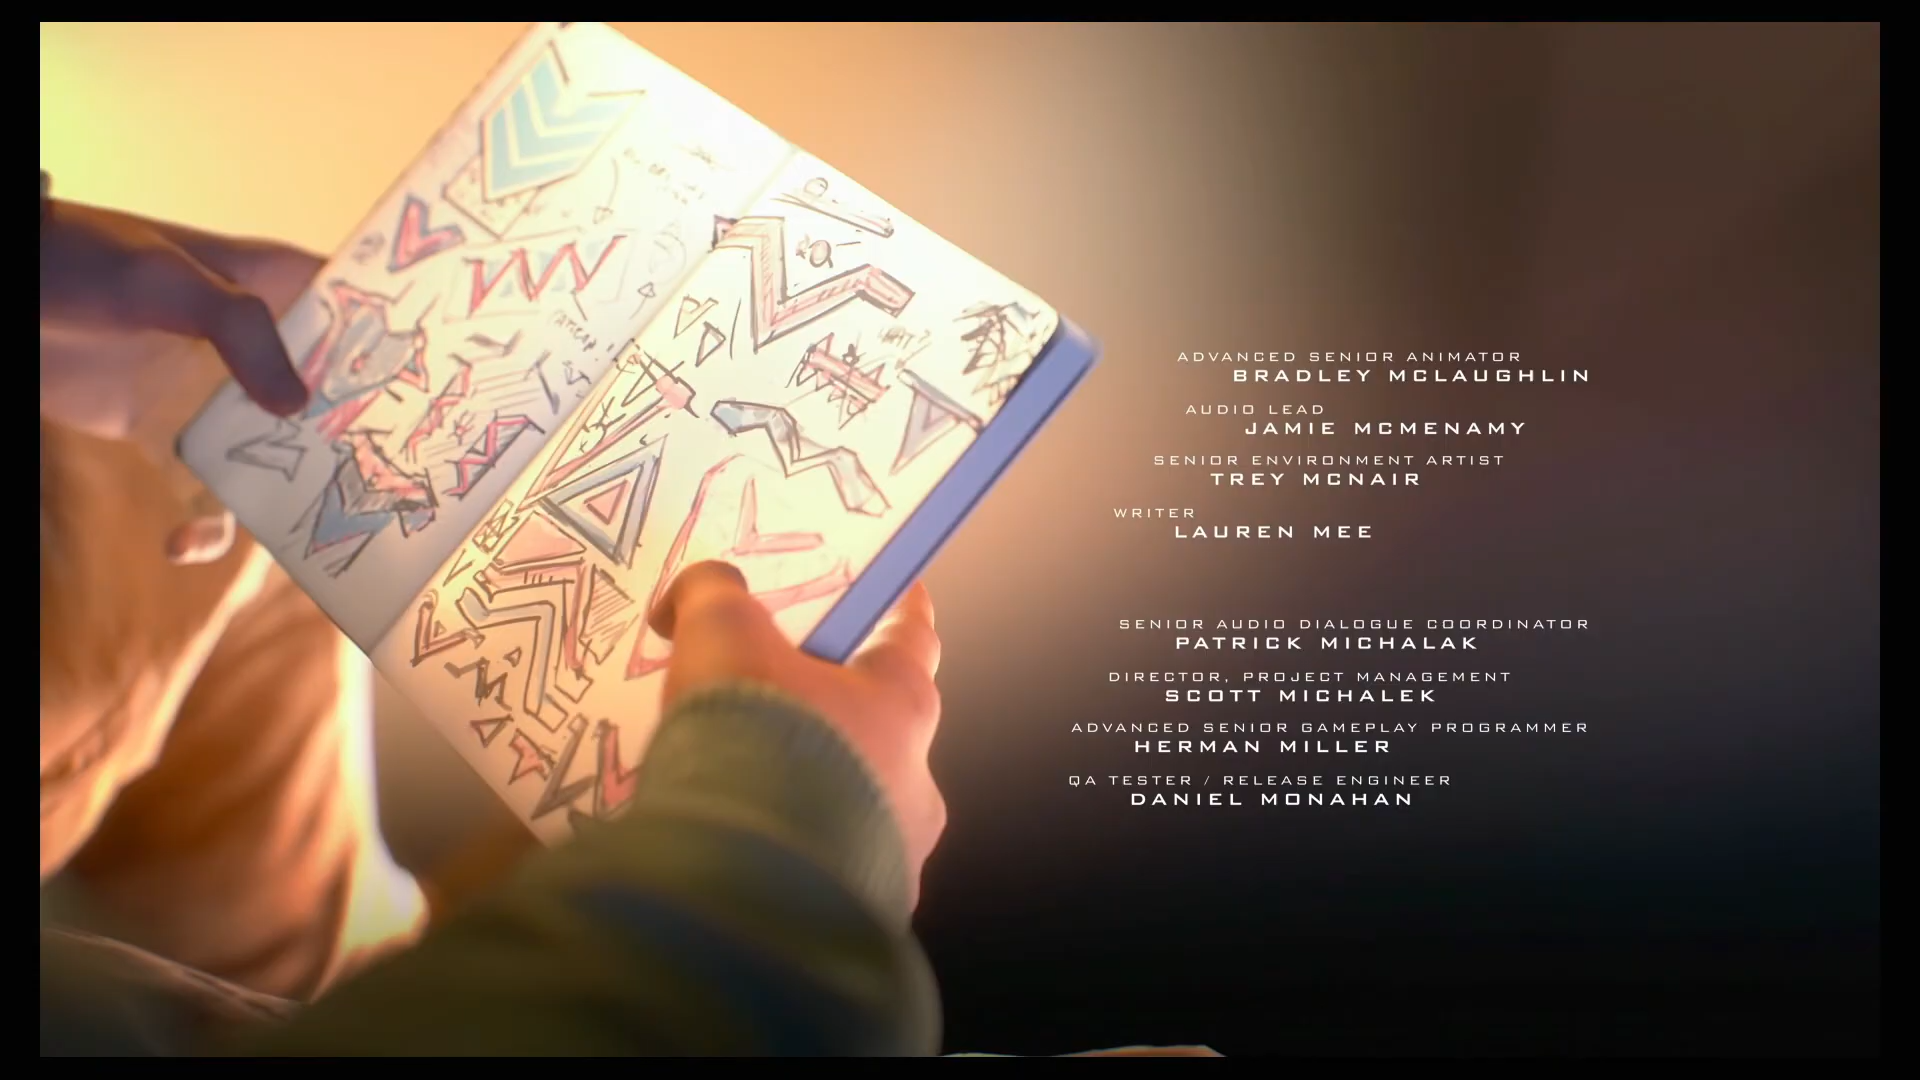 ADVANCED SENIOR ANIMATOR
BRADLEY MCLAUGHLIN
AUDIO LEAD
JAMIE MCMENAMY
SENIOR ENVIRONMENT ARTIST
TREY MCNAIR
WRITER
LAUREN MEE
SENIOR AUDIO DIALOGUE COORDINATOR
PATRICK MICHALAK
DIRECTOR, PROJECT MANAGEMENT
SCOTT MICHALEK
ADVANCED SENIOR GAMEPLAY PROGRAMMER
HERMAN MILLER
QA TESTER / RELEASE ENGINEER
DANIEL MONAHAN